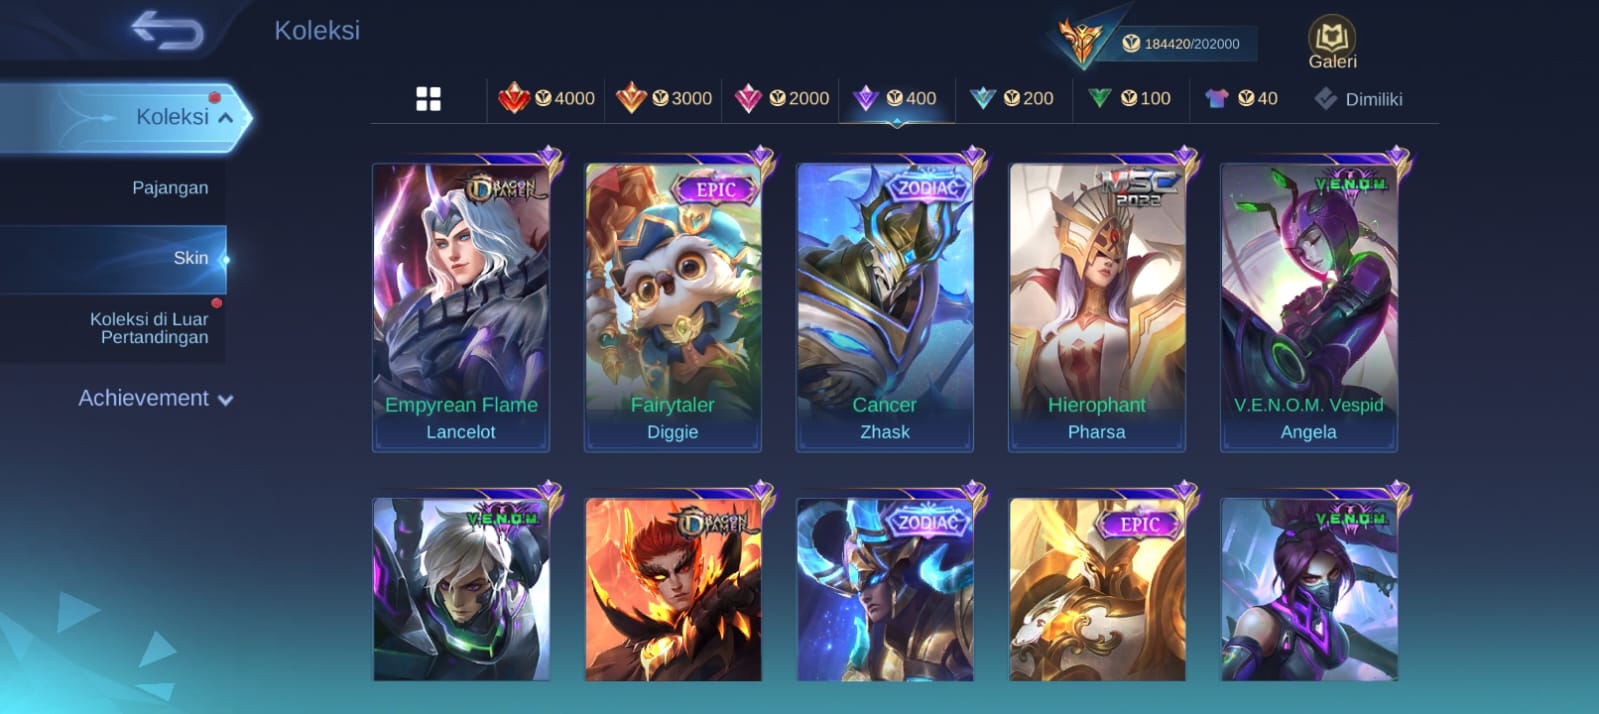 Koleksi
184420/202000
Galeri
4000
3000
2000
400
200
100
40
Dimiliki
Koleksi
Pajangan
Skin
Koleksi di Luar
Pertandingan
Achievement
DRAGON
TAMER
EPIC
ZODIAC
MSC
2022
V.E.N.O.M.
Empyrean Flame
Lancelot
Fairytaler
Diggie
Cancer
Zhask
Hierophant
Pharsa
V.E.N.O.M. Vespid
Angela
V.E.N.O.M.
DRAGON
TAMER
ZODIAC
EPIC
V.E.N.O.M.